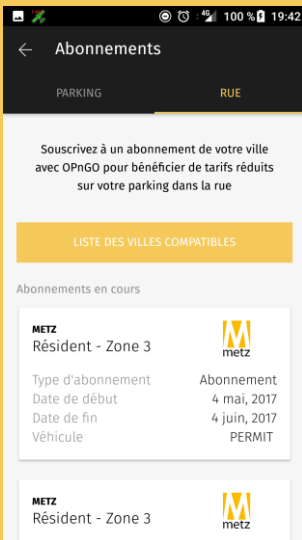 4G 100 % 19:42
Abonnements
PARKING RUE
Souscrivez à un abonnement de votre ville
avec OPnGO pour bénéficier de tarifs réduits
sur votre parking dans la rue
LISTE DES VILLES COMPATIBLES
Abonnements en cours
METZ
Résident - Zone 3
metz
Type d'abonnement Abonnement
Date de début 4 mai, 2017
Date de fin 4 juin, 2017
Véhicule PERMIT
METZ
Résident - Zone 3
metz